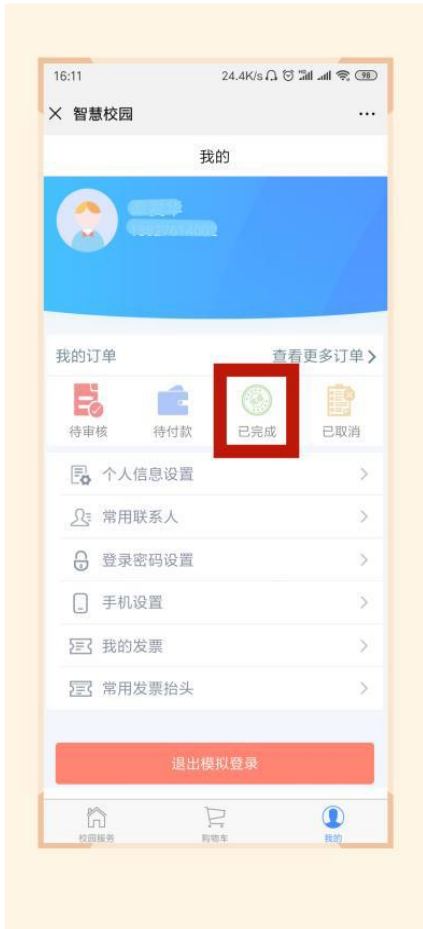 16:11 24.4K/s 98
智慧校园
我的
我的订单 查看更多订单
待审核 待付款 已完成 已取消
个人信息设置
常用联系人
登录密码设置
手机设置
我的发票
常用发票抬头
退出模拟登录
校园服务 购物车 我的